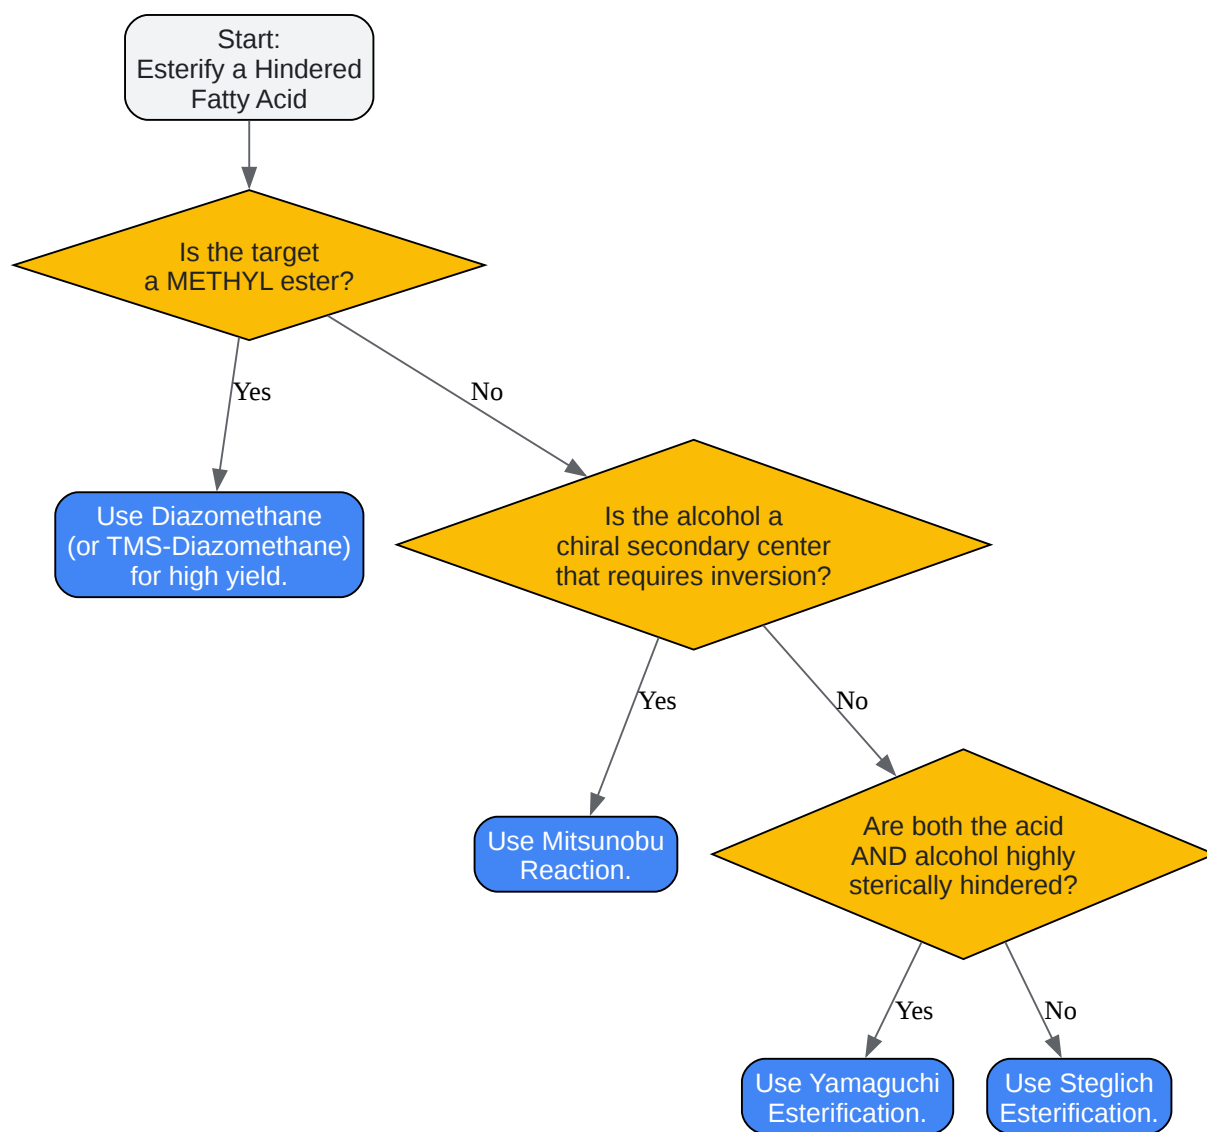 Start:
Esterify a Hindered
Fatty Acid
Is the target
a METHYL ester?
Yes
No
Use Diazomethane
(or TMS-Diazomethane)
for high yield.
Is the alcohol a
chiral secondary center
that requires inversion?
Yes
No
Use Mitsunobu
Reaction.
Are both the acid
AND alcohol highly
sterically hindered?
Yes
No
Use Yamaguchi
Esterification.
Use Steglich
Esterification.